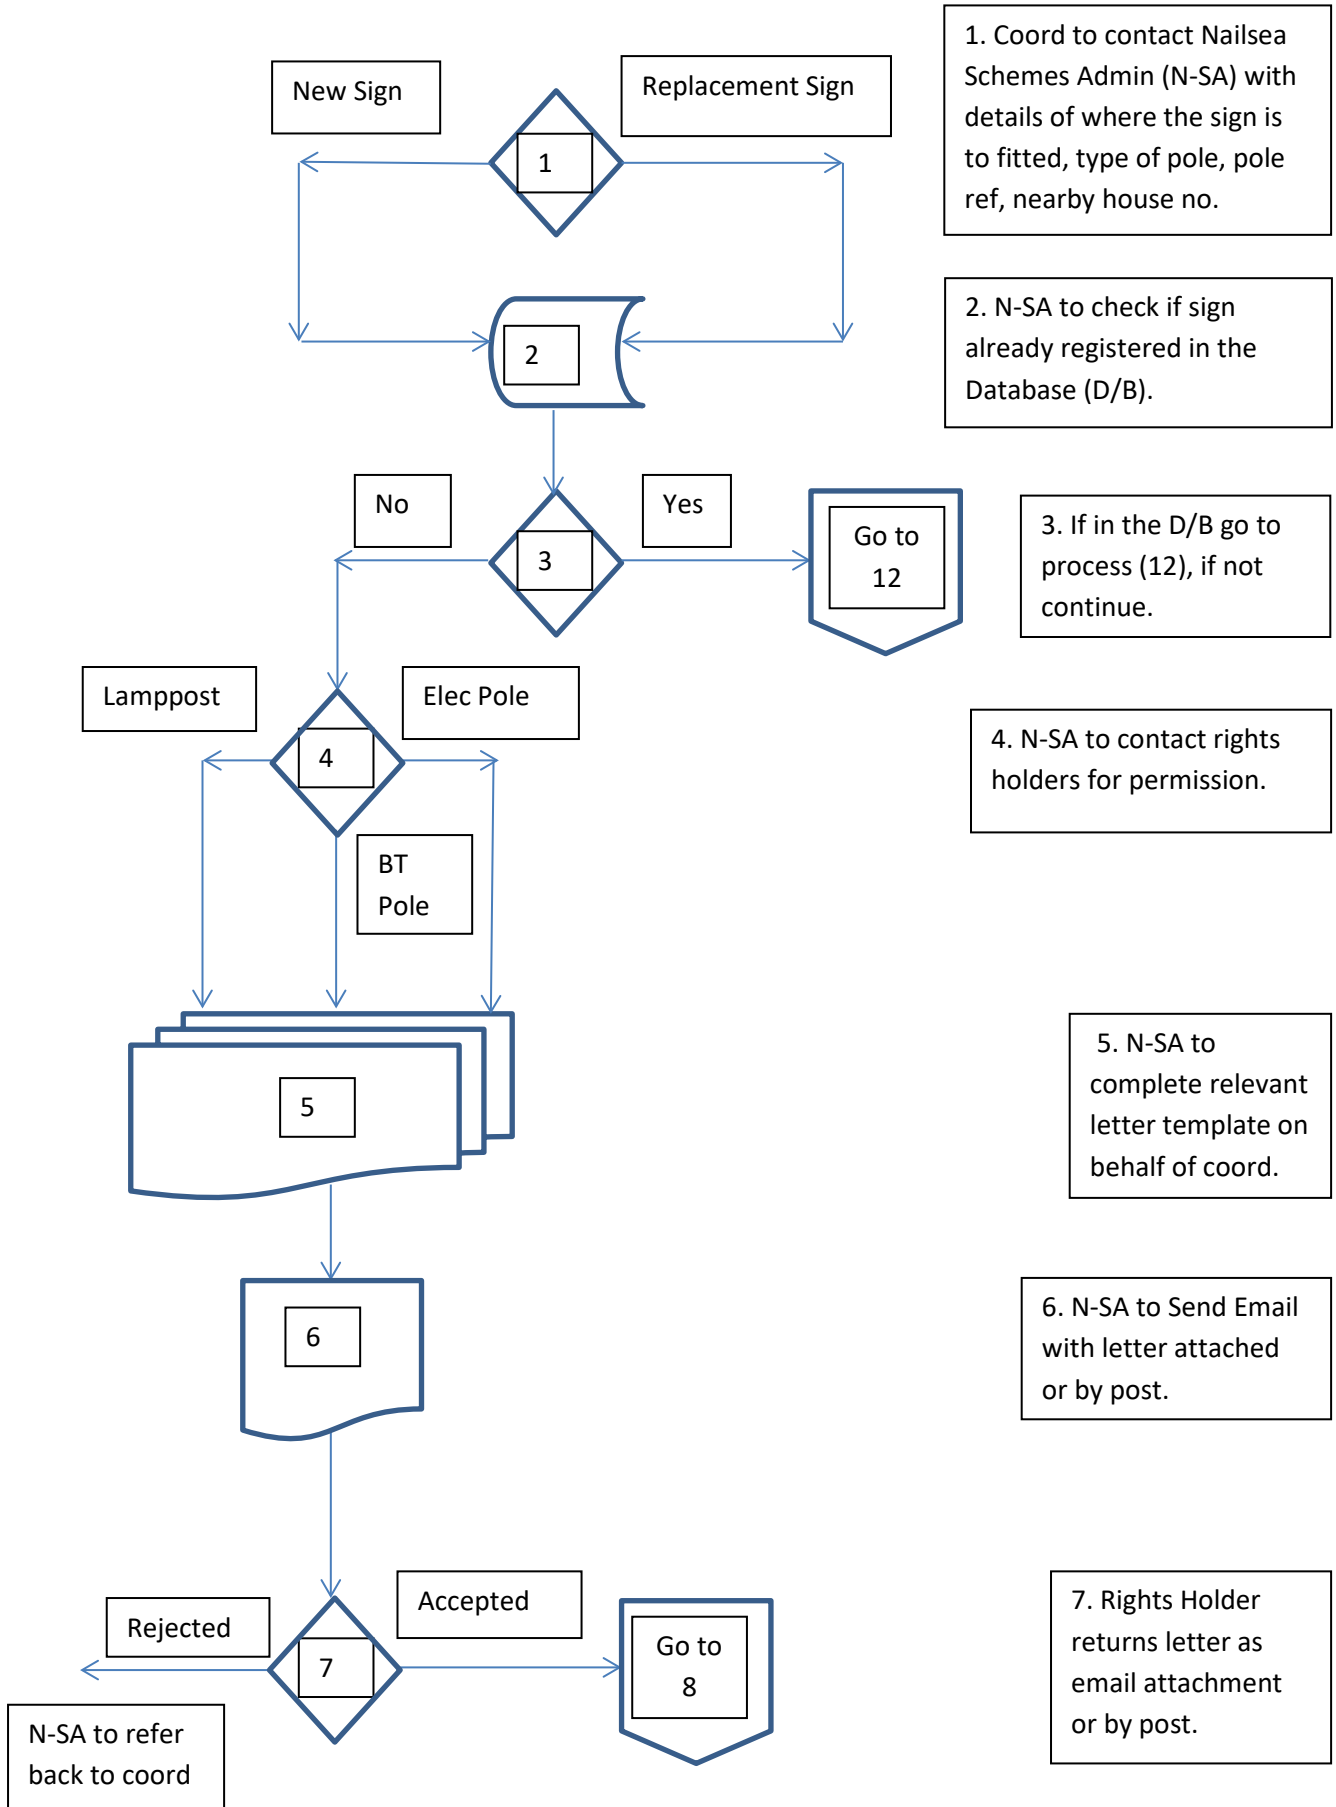 New Sign
Replacement Sign
1
1. Coord to contact Nailsea
Schemes Admin (N-SA) with
details of where the sign is
to fitted, type of pole, pole
ref, nearby house no.
2
2. N-SA to check if sign
already registered in the
Database (D/B).
No
Yes
3
Go to
12
3. If in the D/B go to
process (12), if not
continue.
Lamppost
Elec Pole
4
BT
Pole
4. N-SA to contact rights
holders for permission.
5
5. N-SA to
complete relevant
letter template on
behalf of coord.
6
6. N-SA to Send Email
with letter attached
or by post.
Rejected
Accepted
7
Go to
8
7. Rights Holder
returns letter as
email attachment
or by post.
N-SA to refer
back to coord